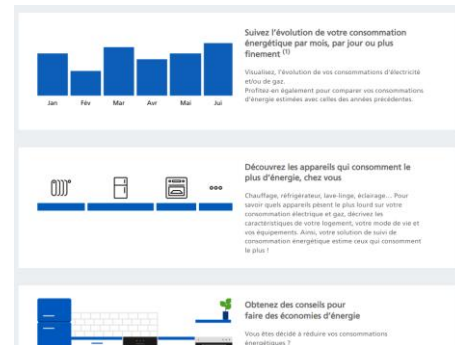 Suivez l'évolution de votre consommation
énergétique par mois, par jour ou plus
finement (1)
Visualisez, l'évolution de vos consommations d'électricité
et/ou de gaz.
Profitez en également pour comparer vos consommations
d'énergie estimées avec celles des années précédentes.
Jan Fév Mar Avr Mai Jui
Découvrez les appareils qui consomment le
plus d'énergie, chez vous
Chauffage, réfrigérateur, lave-linge, éclairage... Pour
savoir quels appareils pèsent le plus lourd sur votre
consommation électrique et gaz, décrivez les
caractéristiques de votre logement, votre mode de vie et
vos équipements. Ainsi, votre solution de suivi de
consommation énergétique estime ceux qui consomment
le plus !
Obtenez des conseils pour
faire des économies d'énergie
Vous êtes décidé à réduire vos consommations
énergétiques ?